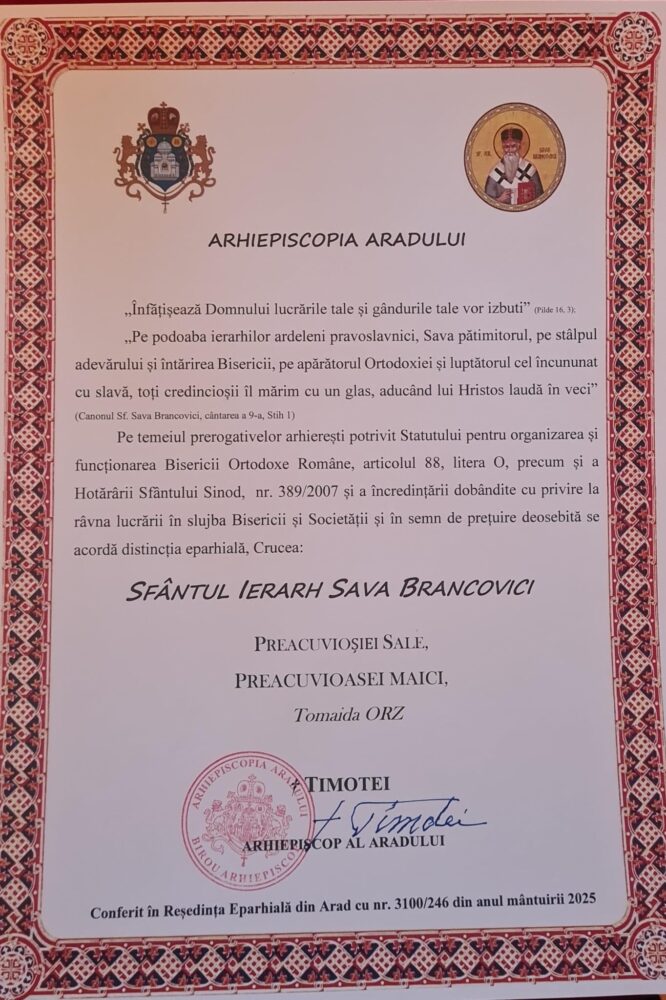 SF. IER. SAVA BRANCOVICI
ARHIEPISCOPIA ARADULUI
„Înfățișează Domnului lucrările tale și gândurile tale vor izbuti” (Pilde 16, 3);
„Pe podoaba ierarhilor ardeleni pravoslavnici, Sava pătimitorul, pe stâlpul
adevărului și întărirea Bisericii, pe apărătorul Ortodoxiei și luptătorul cel încununat
cu slavă, toți credincioșii îl mărim cu un glas, aducând lui Hristos laudă în veci”
(Canonul Sf. Sava Brancovici, cântarea a 9-a, Stih 1)
Pe temeiul prerogativelor arhierești potrivit Statutului pentru organizarea și
funcționarea Bisericii Ortodoxe Române, articolul 88, litera O, precum și a
Hotărârii Sfântului Sinod, nr. 389/2007 și a încredințării dobândite cu privire la
râvna lucrării în slujba Bisericii și Societății și în semn de prețuire deosebită se
acordă distincția eparhială, Crucea:
SFÂNTUL IERARH SAVA BRANCOVICI
PREACUVIOȘIEI SALE,
PREACUVIOASEI MAICI,
Tomaida ORZ
ARHIEPISCOPIA ARADULUI
BIROU ARHIEPISCOP
TIMOTEI
+ Timotei
ARHIEPISCOP AL ARADULUI
Conferit în Reședința Eparhială din Arad cu nr. 3100/246 din anul mântuirii 2025